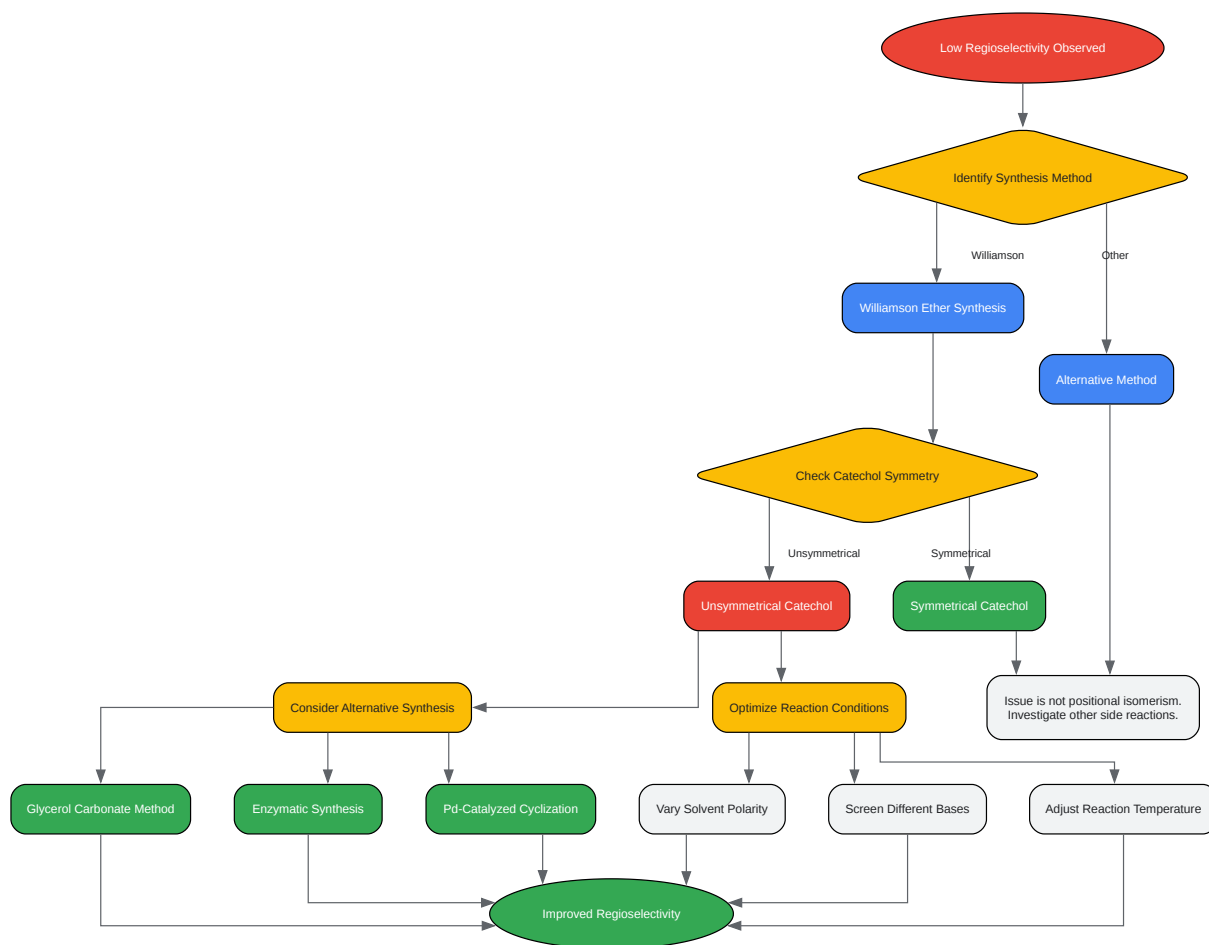 Low Regioselectivity Observed
Identify Synthesis Method
Williamson
Other
Williamson Ether Synthesis
Alternative Method
Check Catechol Symmetry
Unsymmetrical
Symmetrical
Unsymmetrical Catechol
Symmetrical Catechol
Consider Alternative Synthesis
Optimize Reaction Conditions
Issue is not positional isomerism.
Investigate other side reactions.
Glycerol Carbonate Method
Enzymatic Synthesis
Pd-Catalyzed Cyclization
Vary Solvent Polarity
Screen Different Bases
Adjust Reaction Temperature
Improved Regioselectivity